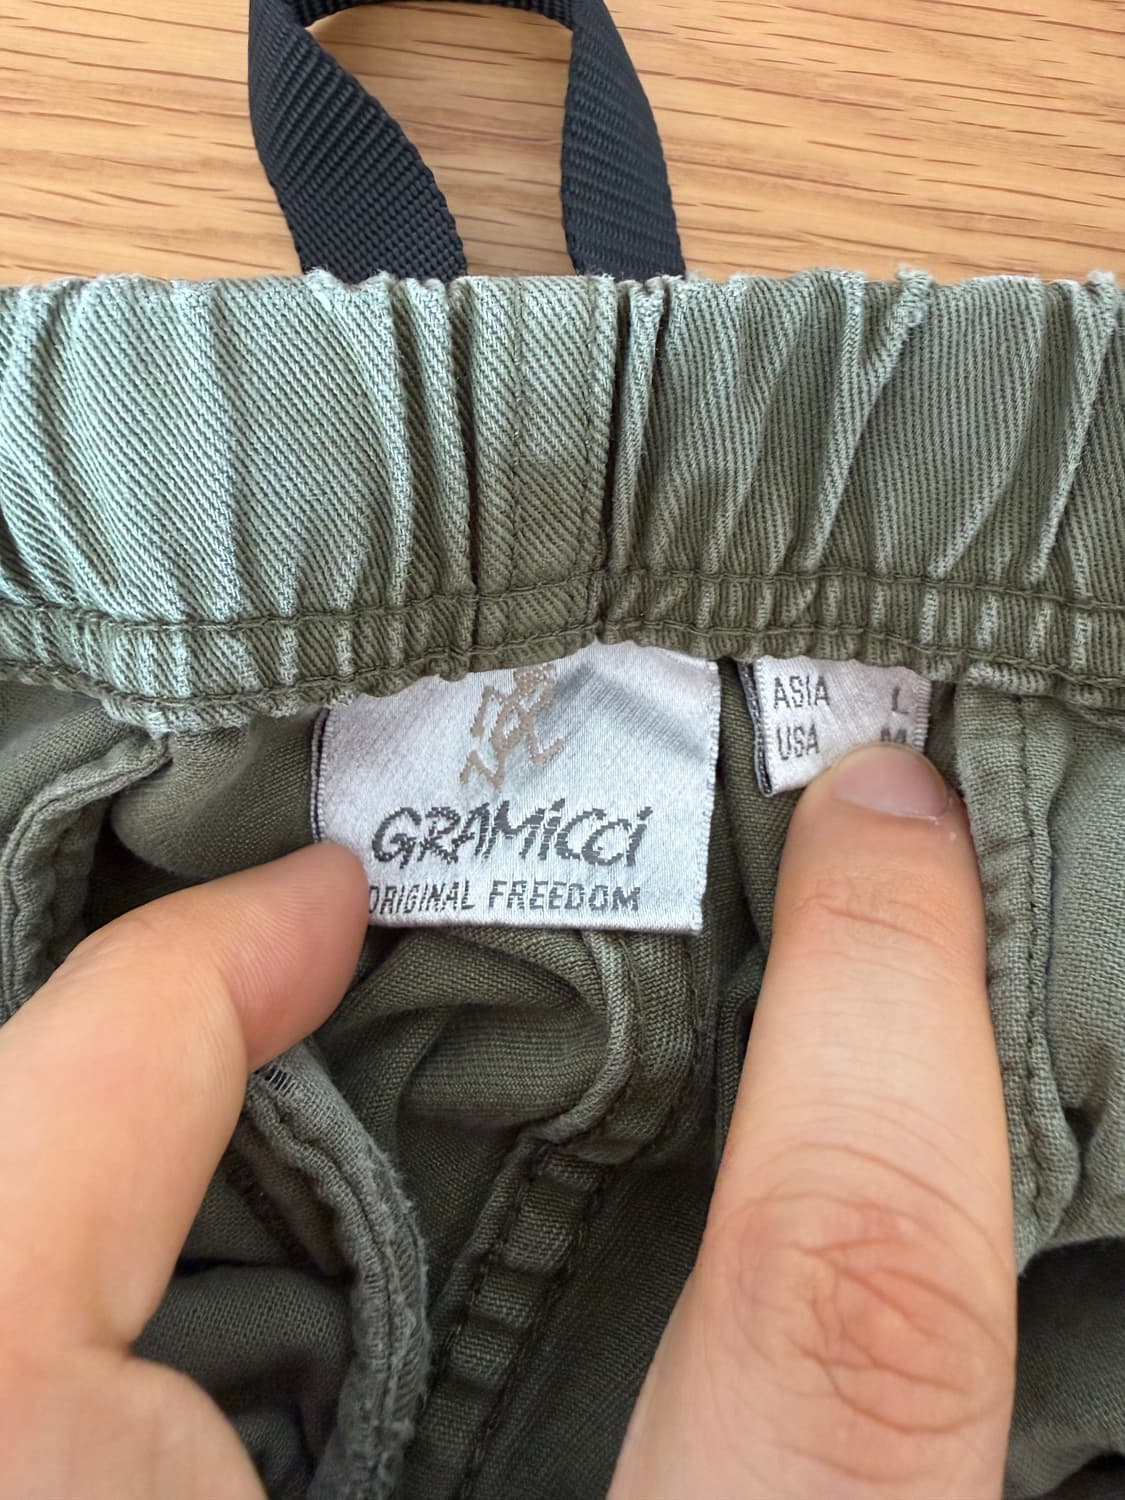 GRAMiCCi
ORIGINAL FREEDOM
ASIA L
USA M